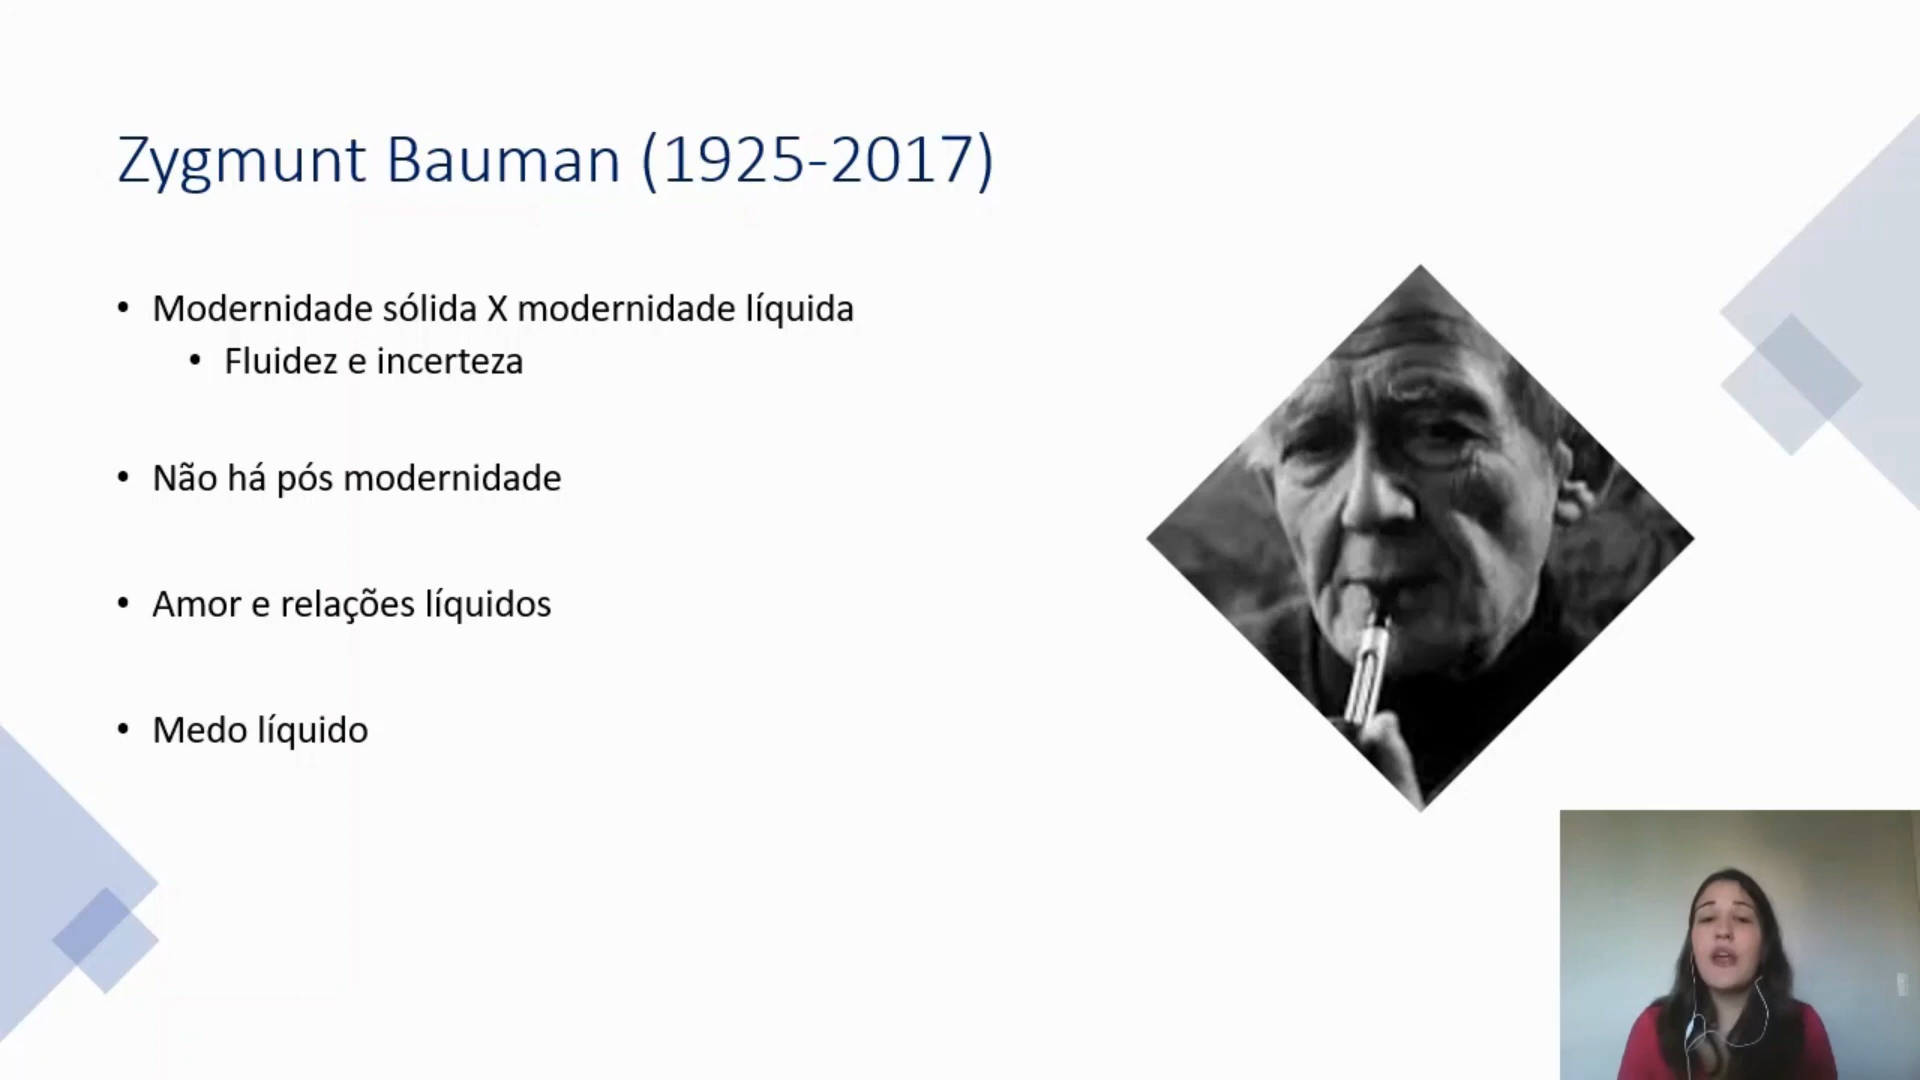 Zygmunt Bauman (1925-2017)
• Modernidade sólida X modernidade líquida
• Fluidez e incerteza
• Não há pós modernidade
• Amor e relações líquidos
• Medo líquido